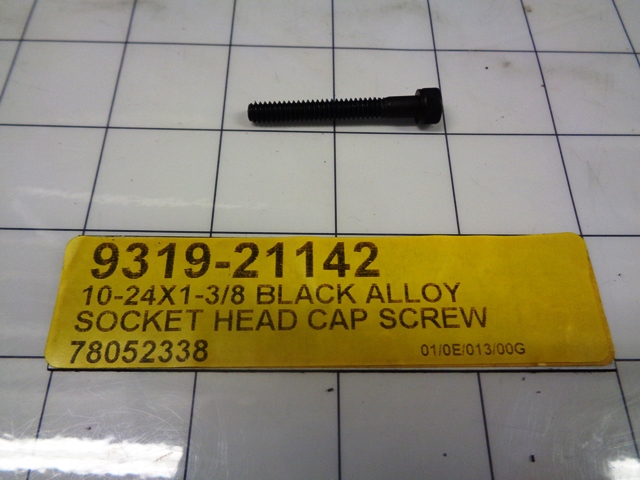 9319-21142
10-24X1-3/8 BLACK ALLOY
SOCKET HEAD CAP SCREW
78052338 01/0E/013/00G